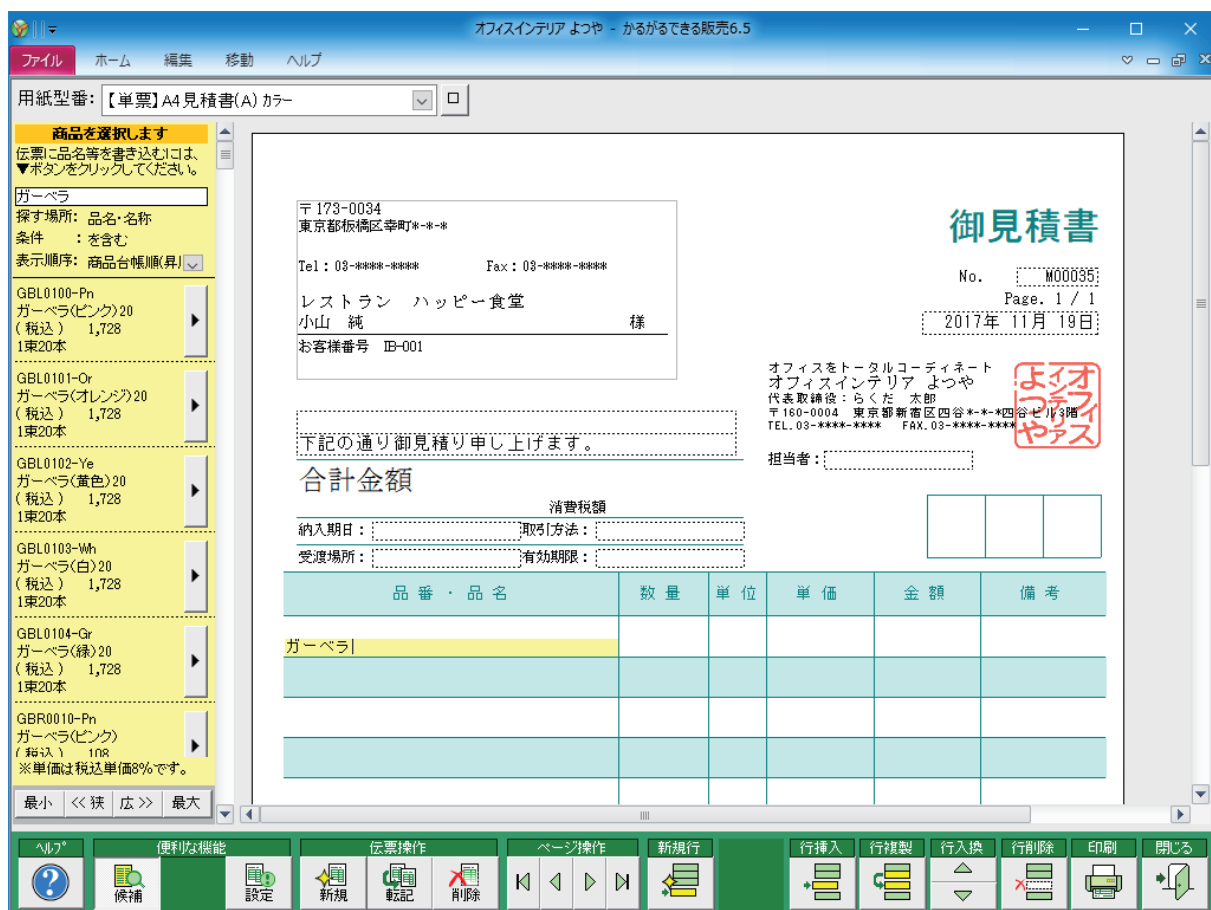 オフィスインテリア よつや - かるがるできる販売6.5
ファイル ホーム 編集 移動 ヘルプ
用紙型番: 【単票】A4見積書(A) カラー
商品を選択します
伝票に品名等を書き込むには、
▼ボタンをクリックしてください。
ガーベラ
探す場所: 品名・名称
条件 : を含む
表示順序: 商品台帳順(昇)
GBL0100-Pn
ガーベラ(ピンク)20
(税込) 1,728
1束20本
GBL0101-Or
ガーベラ(オレンジ)20
(税込) 1,728
1束20本
GBL0102-Ye
ガーベラ(黄色)20
(税込) 1,728
1束20本
GBL0103-Wh
ガーベラ(白)20
(税込) 1,728
1束20本
GBL0104-Gr
ガーベラ(緑)20
(税込) 1,728
1束20本
GBR0010-Pn
ガーベラ(ピンク)
(税込) 108
※単価は税込単価8%です。
最小 <<狭 広>> 最大
〒173-0034
東京都板橋区幸町*-*-*
Tel:03-****-**** Fax:03-****-****
レストラン ハッピー食堂
小山 純 様
お客様番号 IB-001
御見積書
No. M00035
Page. 1 / 1
2017年 11月 19日
オフィスをトータルコーディネート
オフィスインテリア よつや
代表取締役:らくだ 太郎
〒160-0004 東京都新宿区四谷*-*-*四谷ビル3階
TEL.03-****-**** FAX.03-****-****
オフィス
インテリア
よつや
担当者:
下記の通り御見積り申し上げます。
合計金額
消費税額
納入期日: 取引方法:
受渡場所: 有効期限:
品番・品名 数量 単位 単価 金額 備考
ガーベラ
ヘルプ 便利な機能 伝票操作 ページ操作 新規行 行挿入 行複製 行入換 行削除 印刷 閉じる
候補 設定 新規 転記 削除